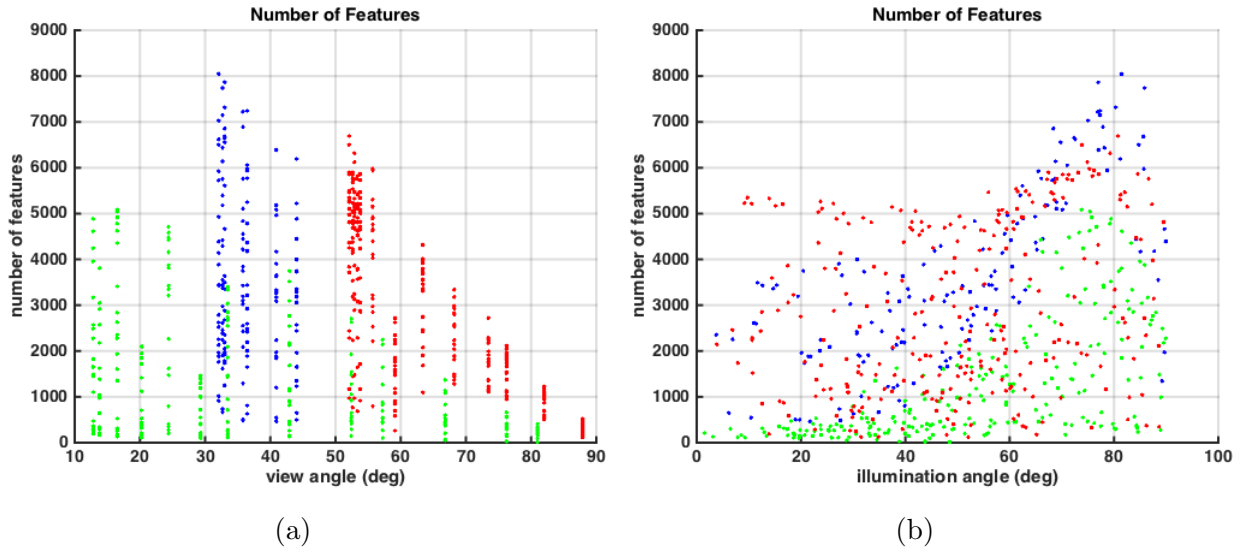 Number of Features
9000
8000
7000
6000
5000
4000
3000
2000
1000
0
number of features
10 20 30 40 50 60 70 80 90
view angle (deg)
(a)
Number of Features
9000
8000
7000
6000
5000
4000
3000
2000
1000
0
number of features
0 20 40 60 80 100
illumination angle (deg)
(b)